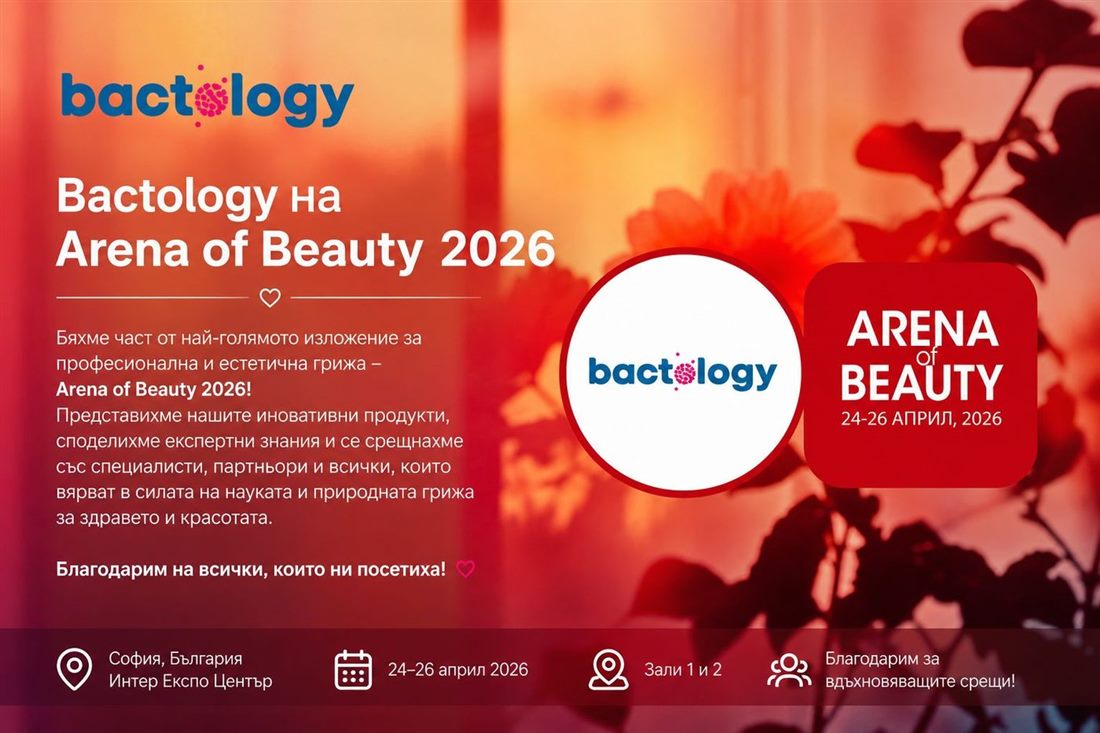 bactology
Bactology на
Arena of Beauty 2026
Бяхме част от най-голямото изложение за
професионална и естетична грижа –
Arena of Beauty 2026!
Представихме нашите иновативни продукти,
споделихме експертни знания и се срещнахме
със специалисти, партньори и всички, които
вярват в силата на науката и природната грижа
за здравето и красотата.
Благодарим на всички, които ни посетиха!
bactology
ARENA
of
BEAUTY
24-26 АПРИЛ, 2026
София, България
Интер Експо Център
24–26 април 2026
Зали 1 и 2
Благодарим за
вдъхновяващите срещи!